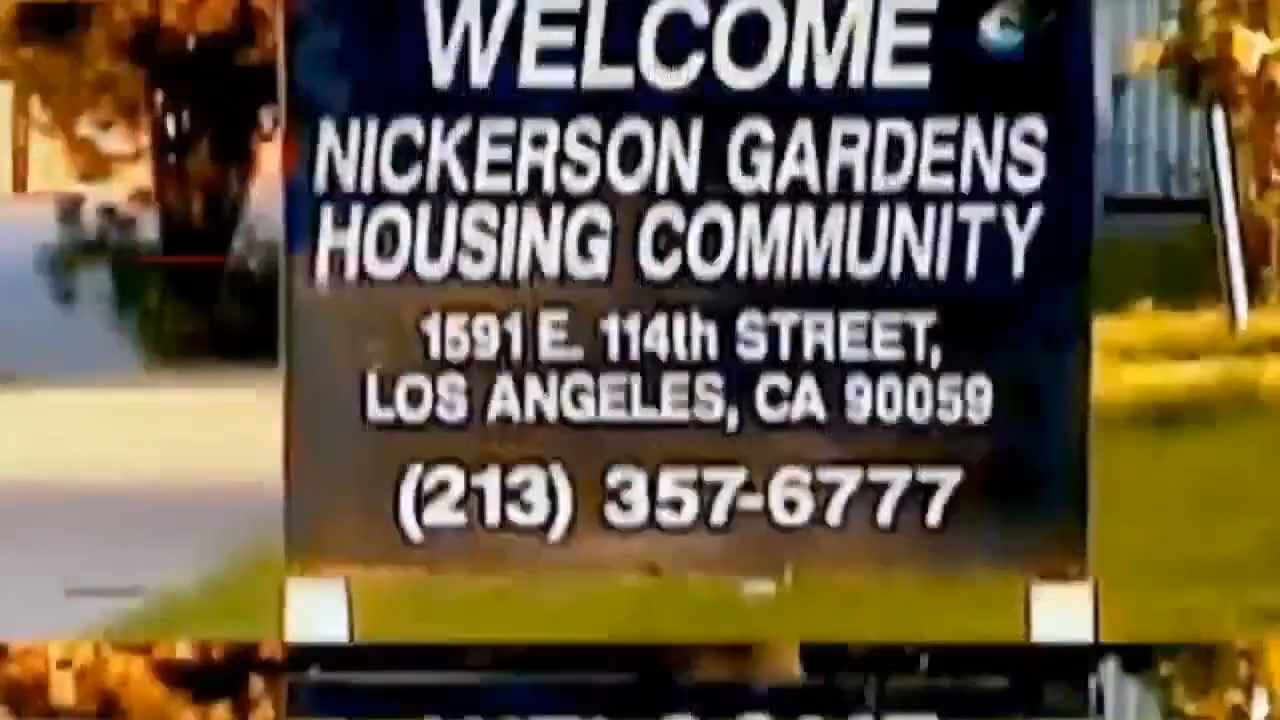 WELCOME
NICKERSON GARDENS
HOUSING COMMUNITY
1591 E. 114th STREET,
LOS ANGELES, CA 90059
(213) 357-6777